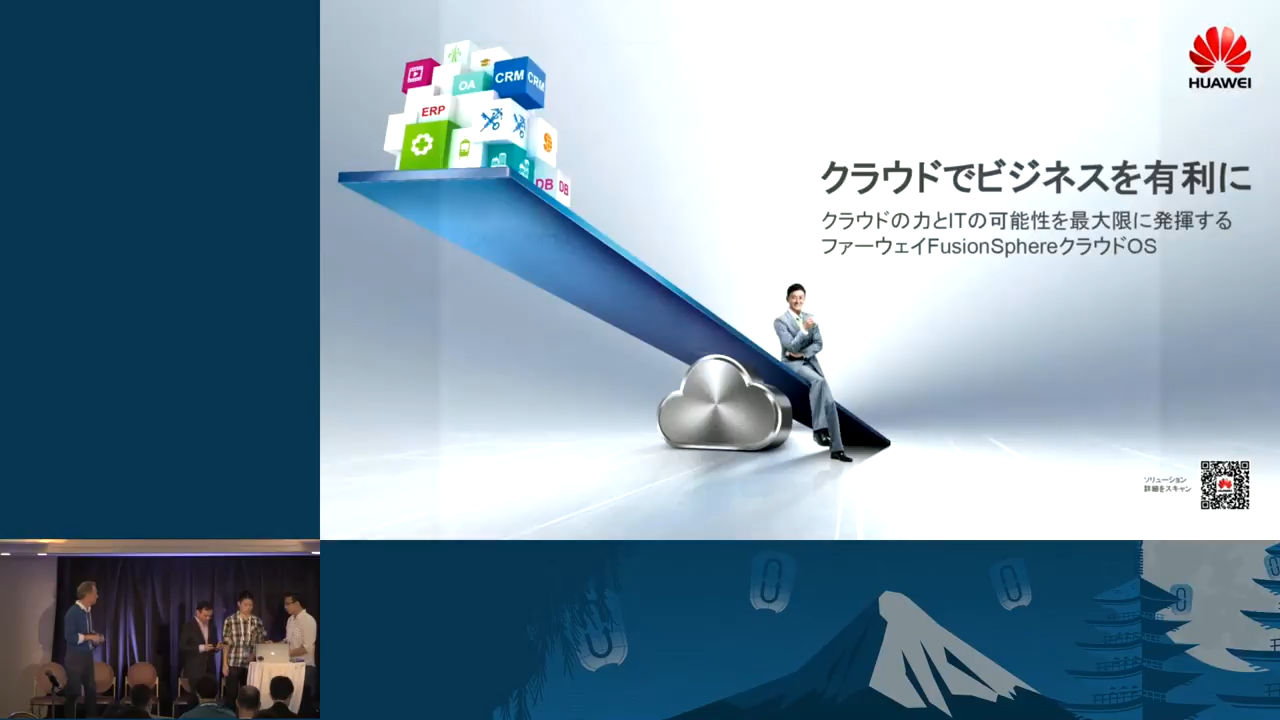 HUAWEI
クラウドでビジネスを有利に
クラウドの力とITの可能性を最大限に発揮する
ファーウェイFusionSphereクラウドOS
CRM
CRM
OA
ERP
DB
DB
ソリューション
詳細をスキャン